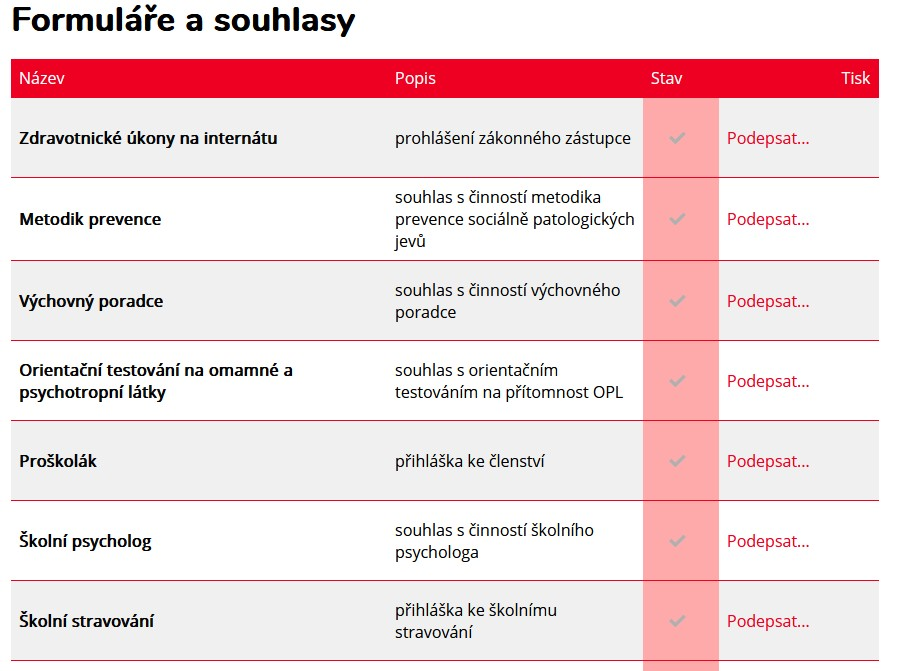 Formuláře a souhlasy
Název Popis Stav Tisk
Zdravotnické úkony na internátu prohlášení zákonného zástupce Podepsat...
Metodik prevence souhlas s činností metodika
prevence sociálně patologických
jevů Podepsat...
Výchovný poradce souhlas s činností výchovného
poradce Podepsat...
Orientační testování na omamné a
psychotropní látky souhlas s orientačním
testováním na přítomnost OPL Podepsat...
Proškolák přihláška ke členství Podepsat...
Školní psycholog souhlas s činností školního
psychologa Podepsat...
Školní stravování přihláška ke školnímu
stravování Podepsat...